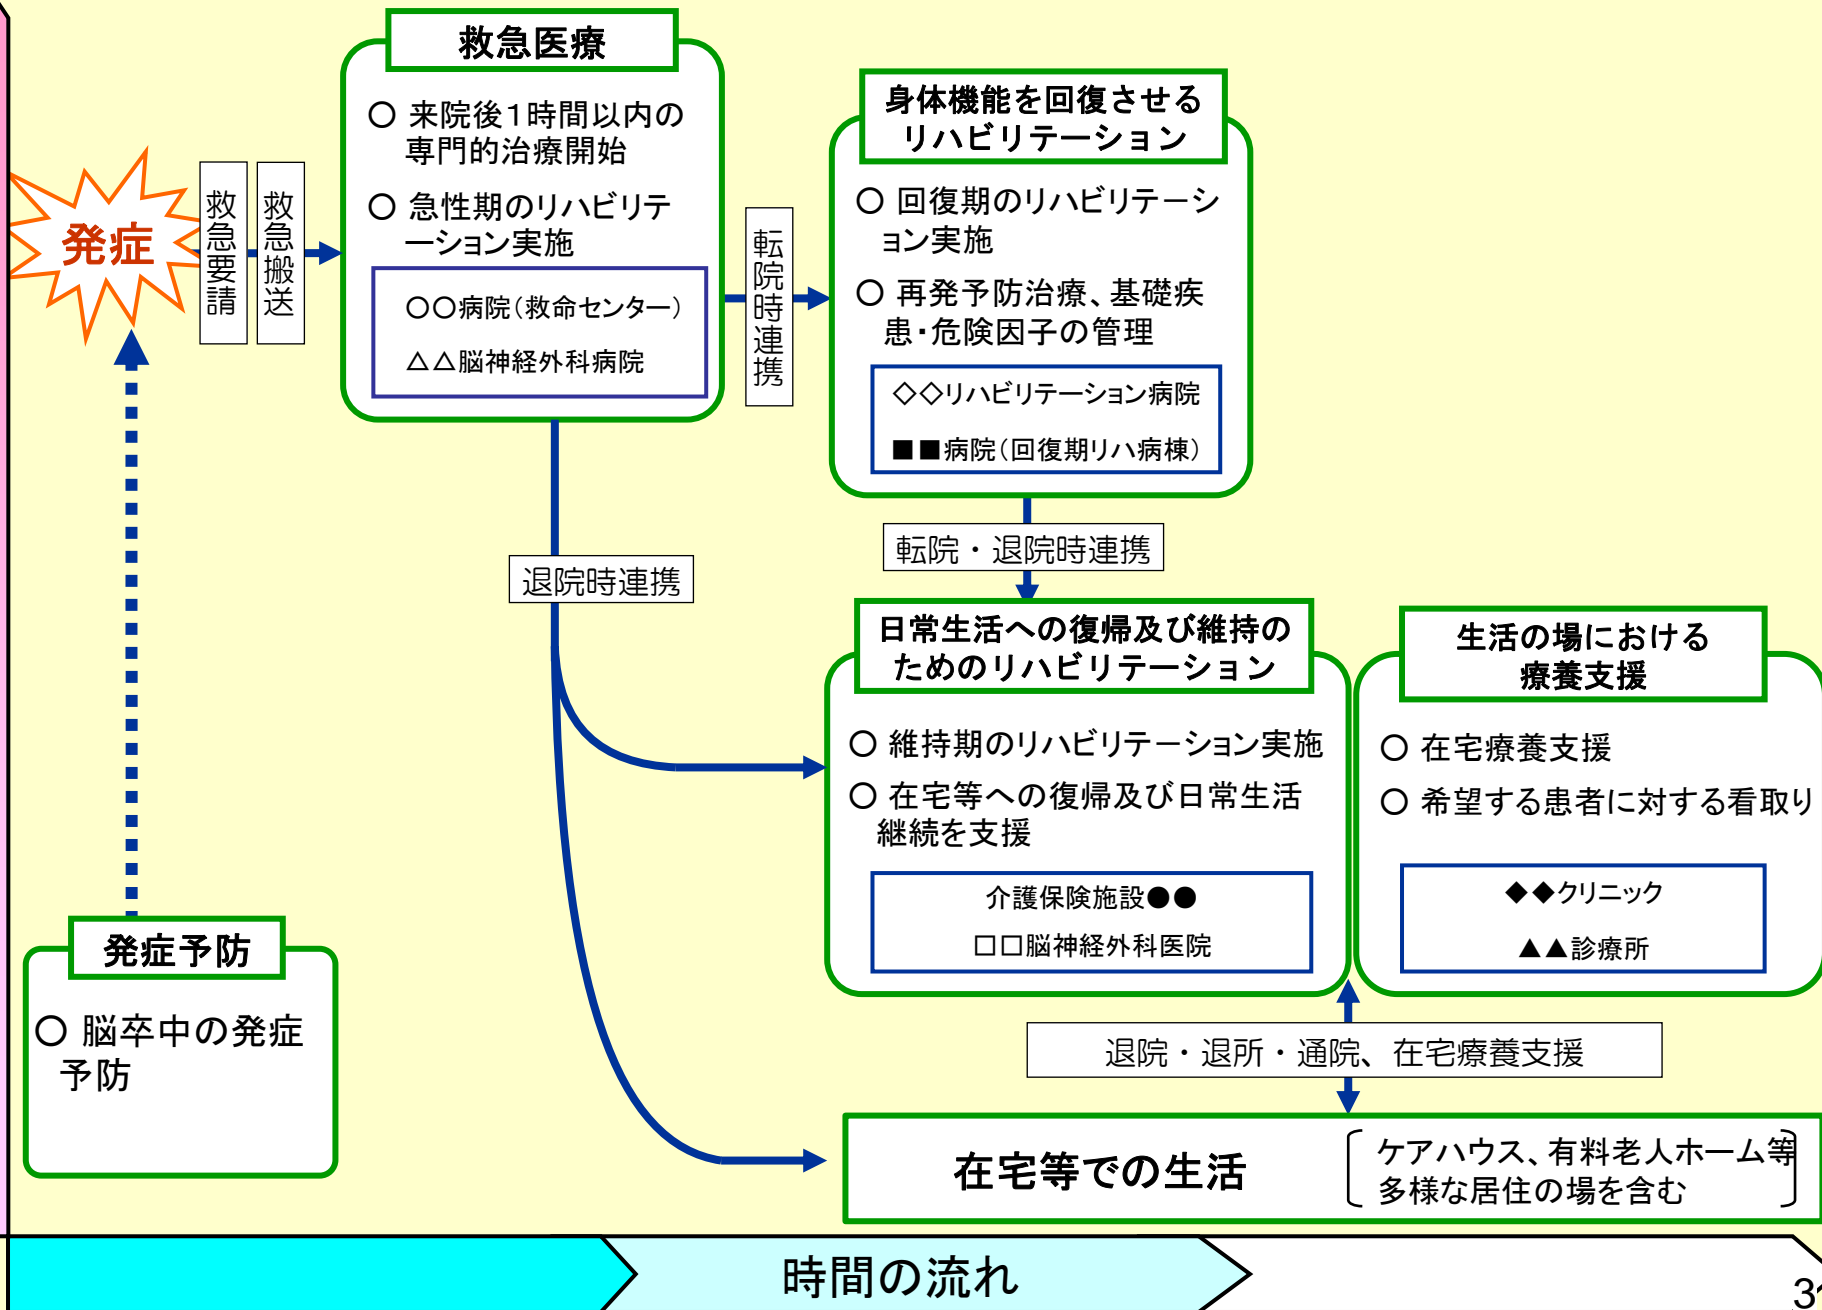 救急医療
○ 来院後1時間以内の
専門的治療開始
○ 急性期のリハビリテ
ーション実施
○○病院(救命センター)
△△脳神経外科病院
身体機能を回復させる
リハビリテーション
○ 回復期のリハビリテーシ
ョン実施
○ 再発予防治療、基礎疾
患・危険因子の管理
◇◇リハビリテーション病院
■■病院(回復期リハ病棟)
発症
救急要請
救急搬送
転院時連携
退院時連携
転院・退院時連携
日常生活への復帰及び維持の
ためのリハビリテーション
○ 維持期のリハビリテーション実施
○ 在宅等への復帰及び日常生活
継続を支援
介護保険施設●●
□□脳神経外科医院
生活の場における
療養支援
○ 在宅療養支援
○ 希望する患者に対する看取り
◆◆クリニック
▲▲診療所
発症予防
○ 脳卒中の発症
予防
退院・退所・通院、在宅療養支援
在宅等での生活
ケアハウス、有料老人ホーム等
多様な居住の場を含む
時間の流れ